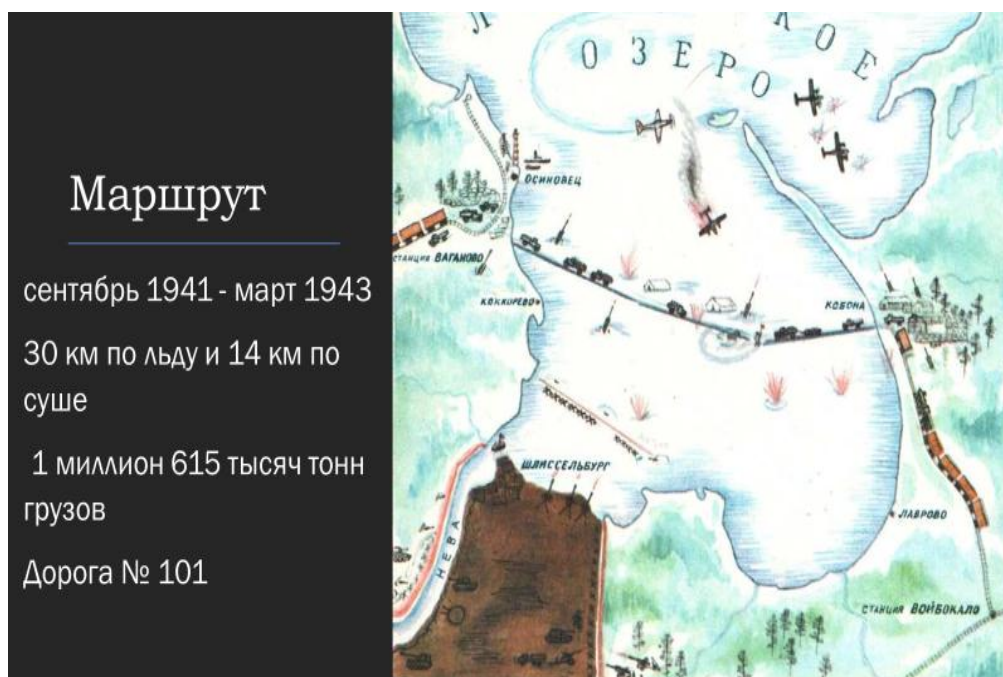 Маршрут
сентябрь 1941 - март 1943
30 км по льду и 14 км по
суше
1 миллион 615 тысяч тонн
грузов
Дорога № 101
Л КОЕ
ОЗЕРО
ОСИНОВЕЦ
СТАНЦИЯ ВАГАНОВО
КОККОРЕВО
КОБОНА
ШЛИССЕЛЬБУРГ
НЕВА
ЛАВРОВО
СТАНЦИЯ ВОЙБОКАЛО